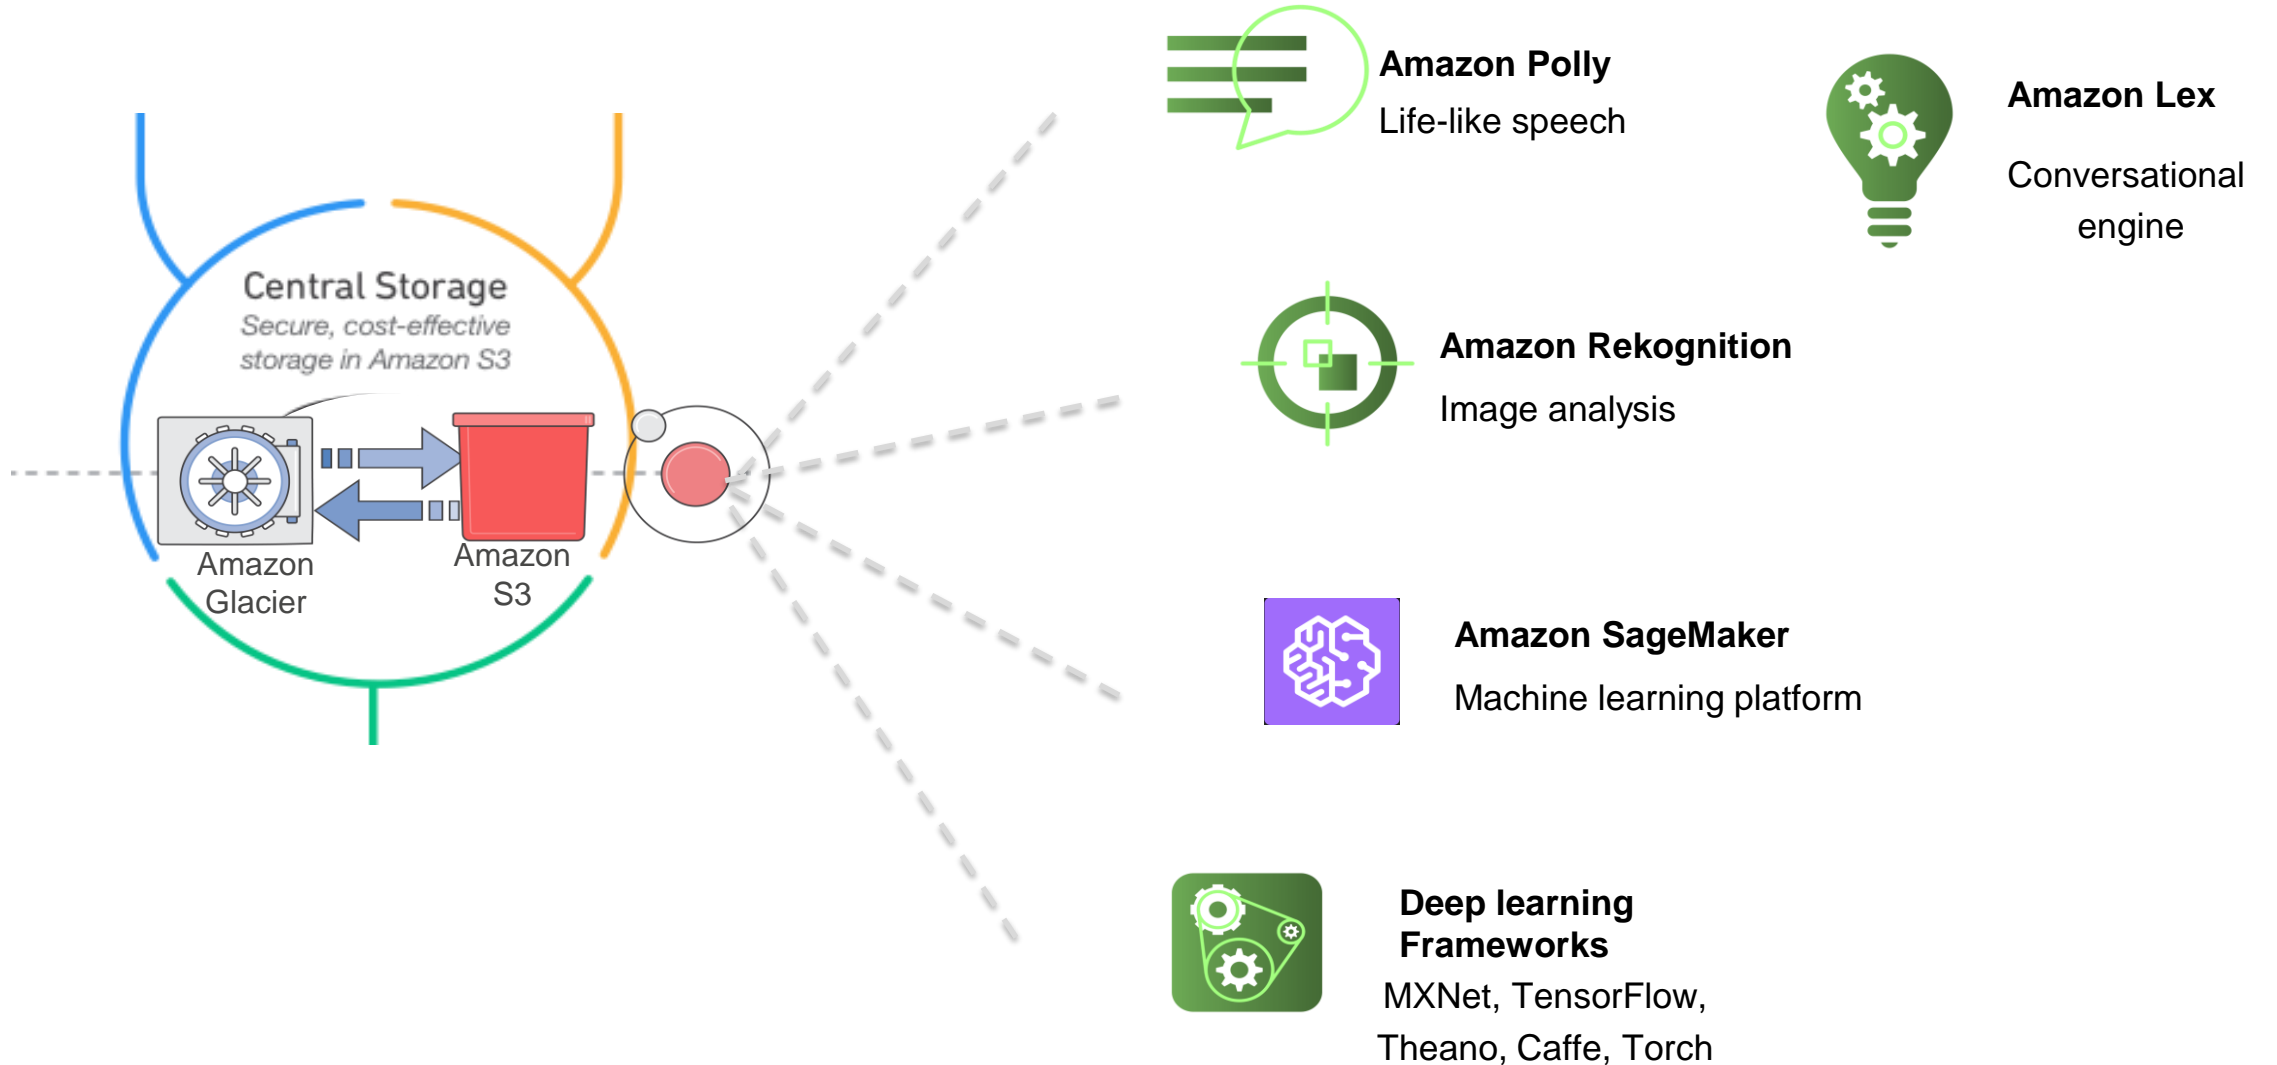 Central Storage
Secure, cost-effective
storage in Amazon S3
Amazon
Glacier
Amazon
S3
Amazon Polly
Life-like speech
Amazon Lex
Conversational
engine
Amazon Rekognition
Image analysis
Amazon SageMaker
Machine learning platform
Deep learning
Frameworks
MXNet, TensorFlow,
Theano, Caffe, Torch